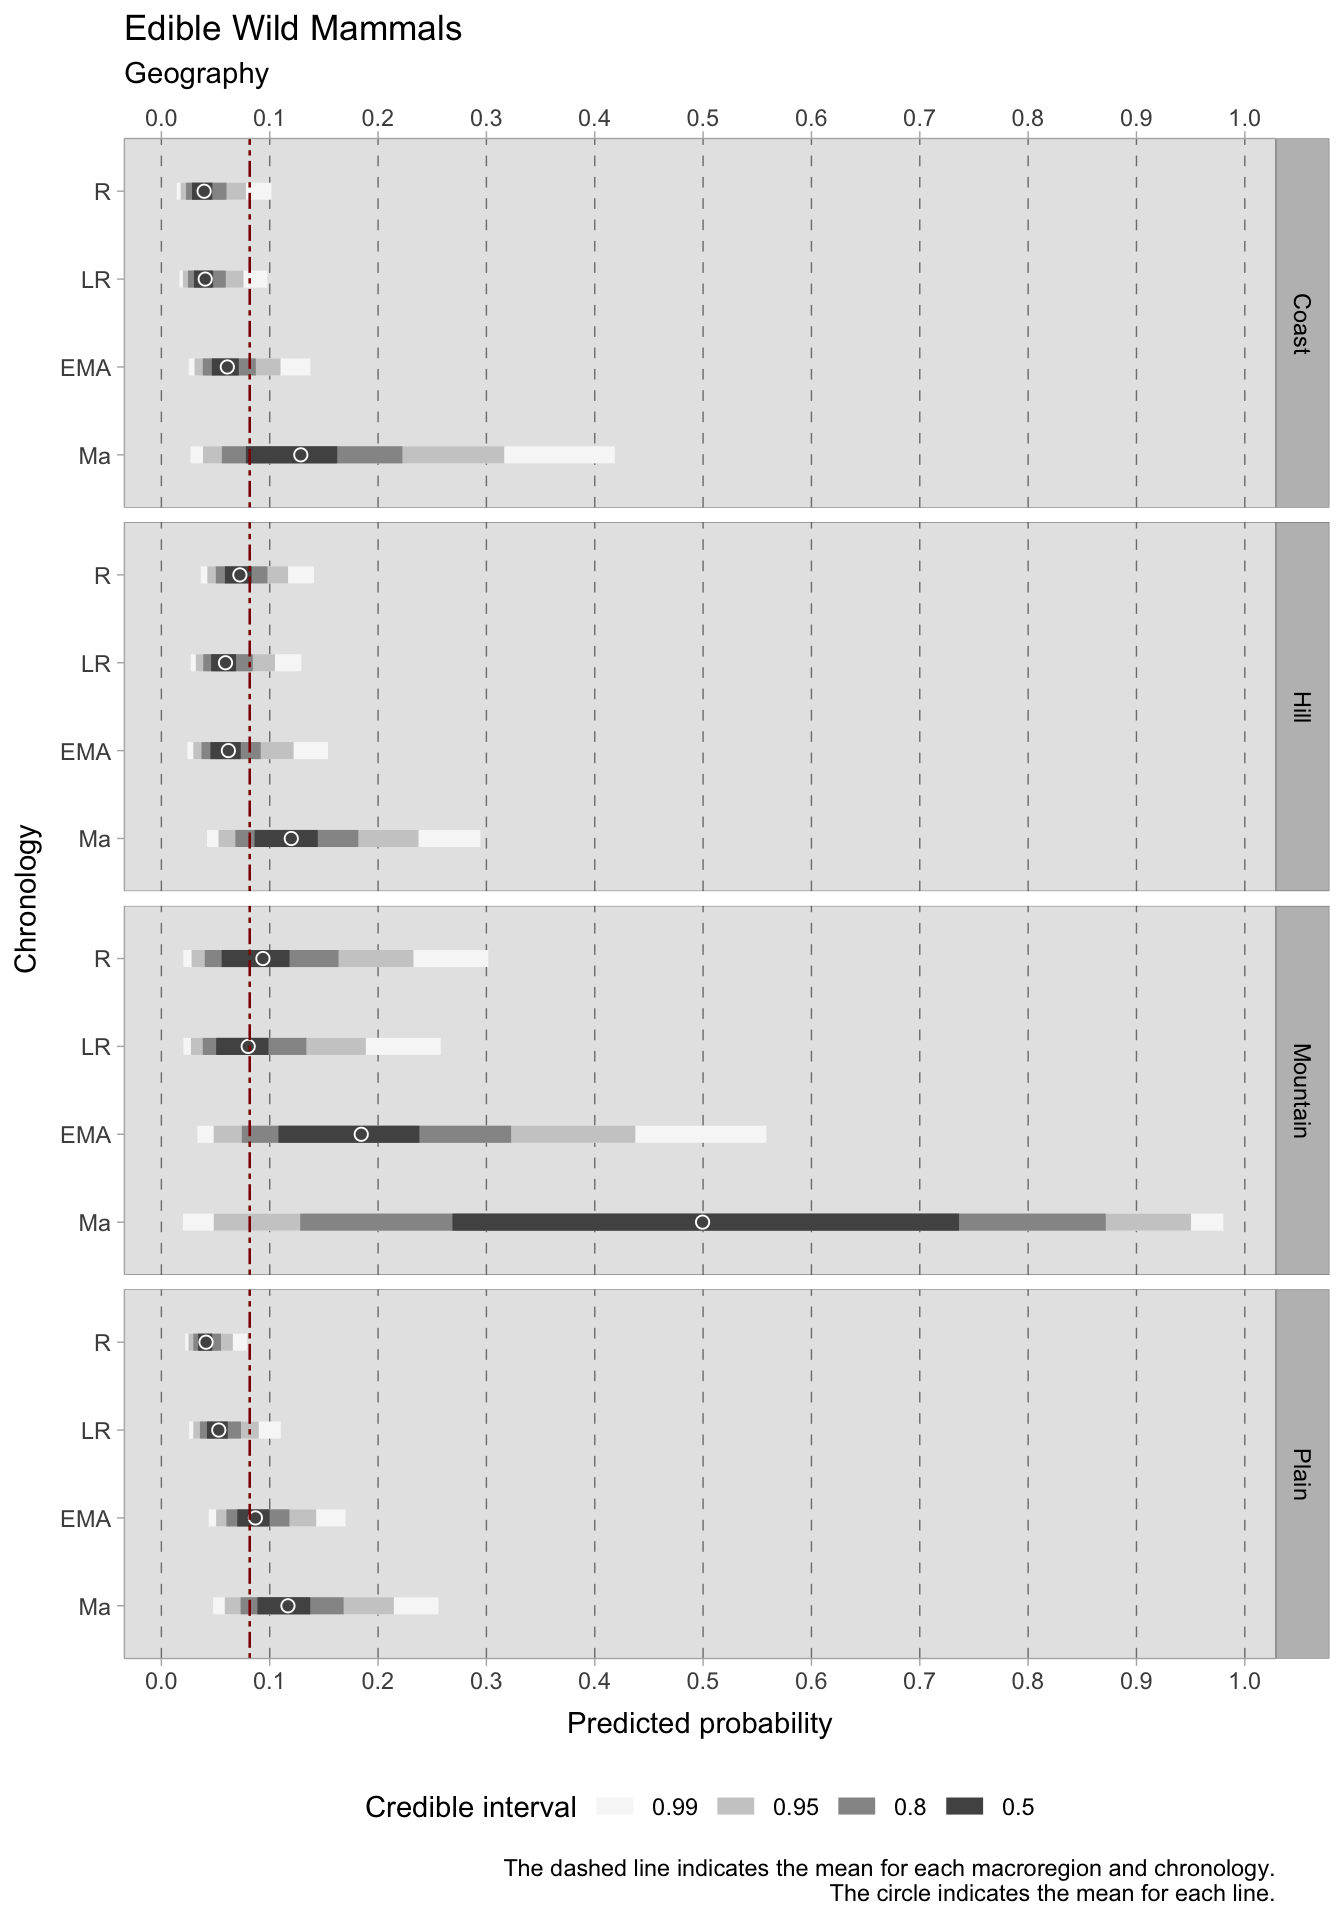 Edible Wild Mammals
Geography
0.0 0.1 0.2 0.3 0.4 0.5 0.6 0.7 0.8 0.9 1.0
R
LR
EMA
Ma
Coast
R
LR
EMA
Ma
Hill
Chronology
R
LR
EMA
Ma
Mountain
R
LR
EMA
Ma
Plain
0.0 0.1 0.2 0.3 0.4 0.5 0.6 0.7 0.8 0.9 1.0
Predicted probability
Credible interval 0.99 0.95 0.8 0.5
The dashed line indicates the mean for each macroregion and chronology.
The circle indicates the mean for each line.